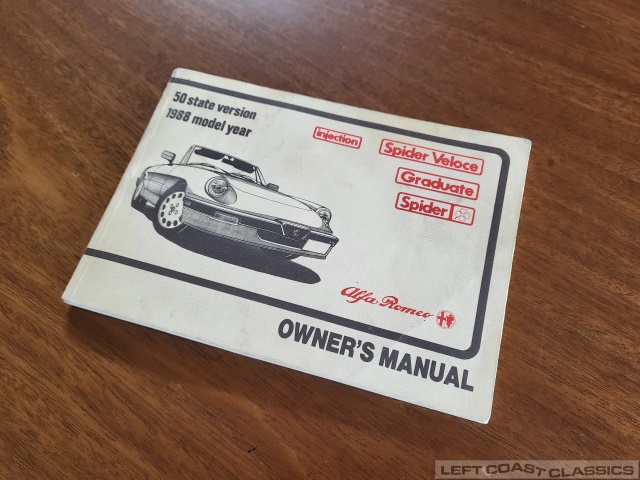 50 state version
1988 model year
injection
Spider Veloce
Graduate
Spider
Alfa Romeo
OWNER'S MANUAL
LEFT COAST CLASSICS